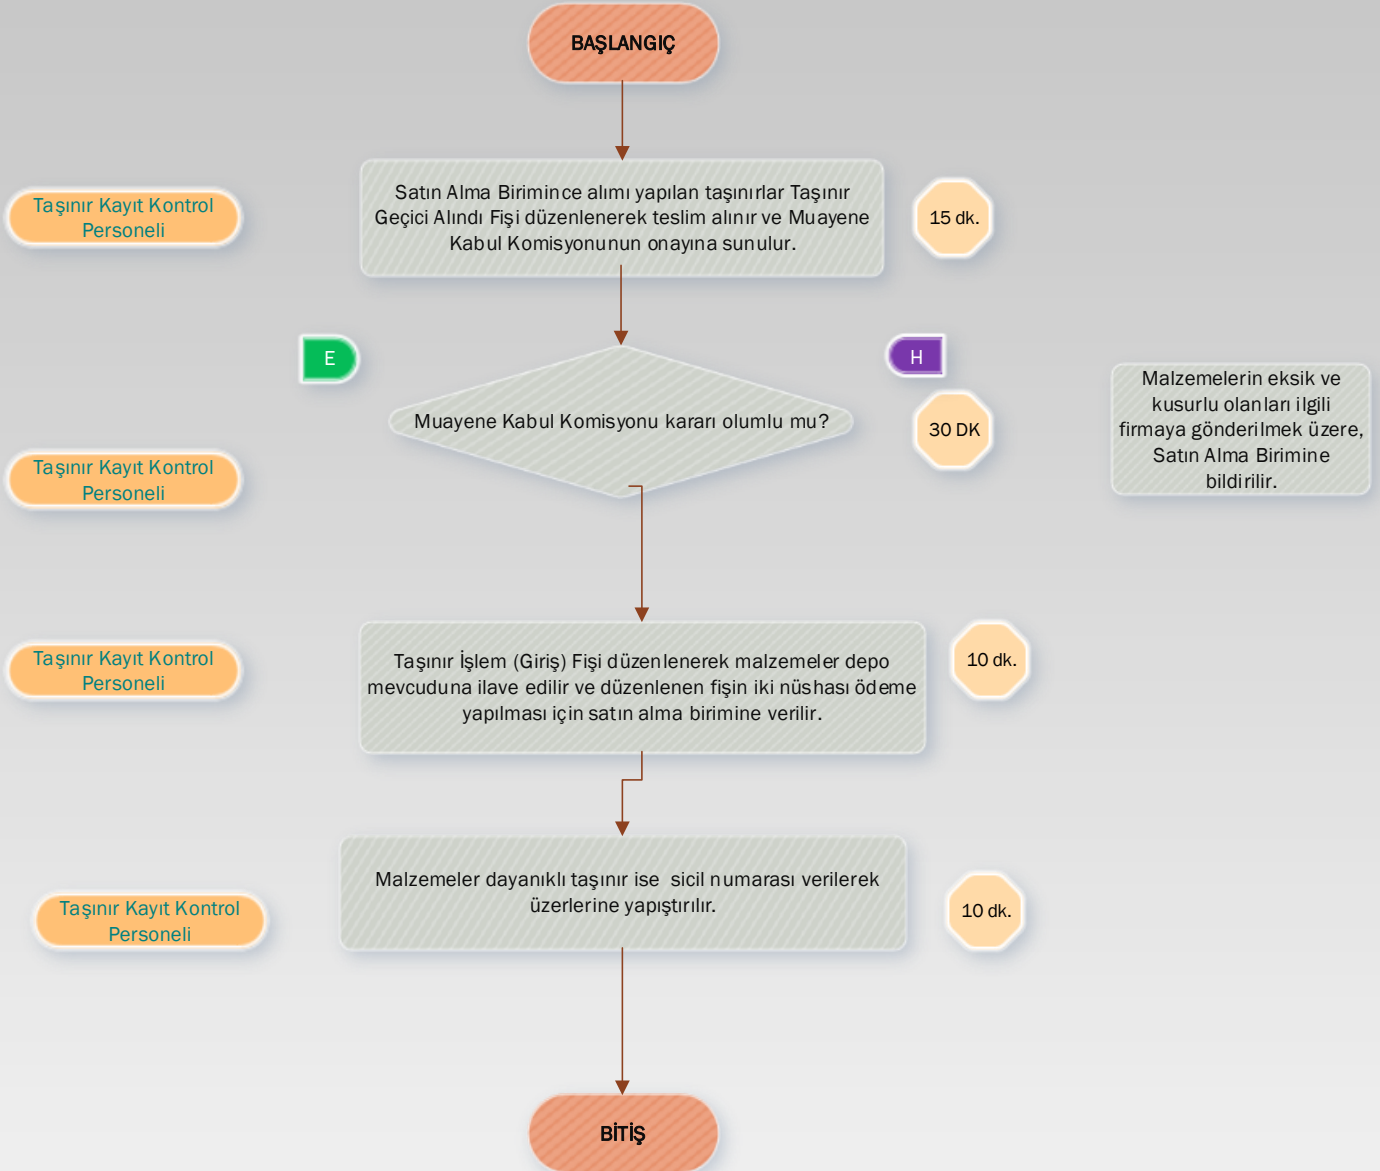 BAŞLANGIÇ
Taşınır Kayıt Kontrol
Personeli
Satın Alma Birimince alımı yapılan taşınırlar Taşınır
Geçici Alındı Fişi düzenlenerek teslim alınır ve Muayene
Kabul Komisyonunun onayına sunulur.
15 dk.
E
H
Muayene Kabul Komisyonu kararı olumlu mu?
30 DK
Malzemelerin eksik ve
kusurlu olanları ilgili
firmaya gönderilmek üzere,
Satın Alma Birimine
bildirilir.
Taşınır Kayıt Kontrol
Personeli
Taşınır Kayıt Kontrol
Personeli
Taşınır İşlem (Giriş) Fişi düzenlenerek malzemeler depo
mevcuduna ilave edilir ve düzenlenen fişin iki nüshası ödeme
yapılması için satın alma birimine verilir.
10 dk.
Taşınır Kayıt Kontrol
Personeli
Malzemeler dayanıklı taşınır ise  sicil numarası verilerek
üzerlerine yapıştırılır.
10 dk.
BİTİŞ